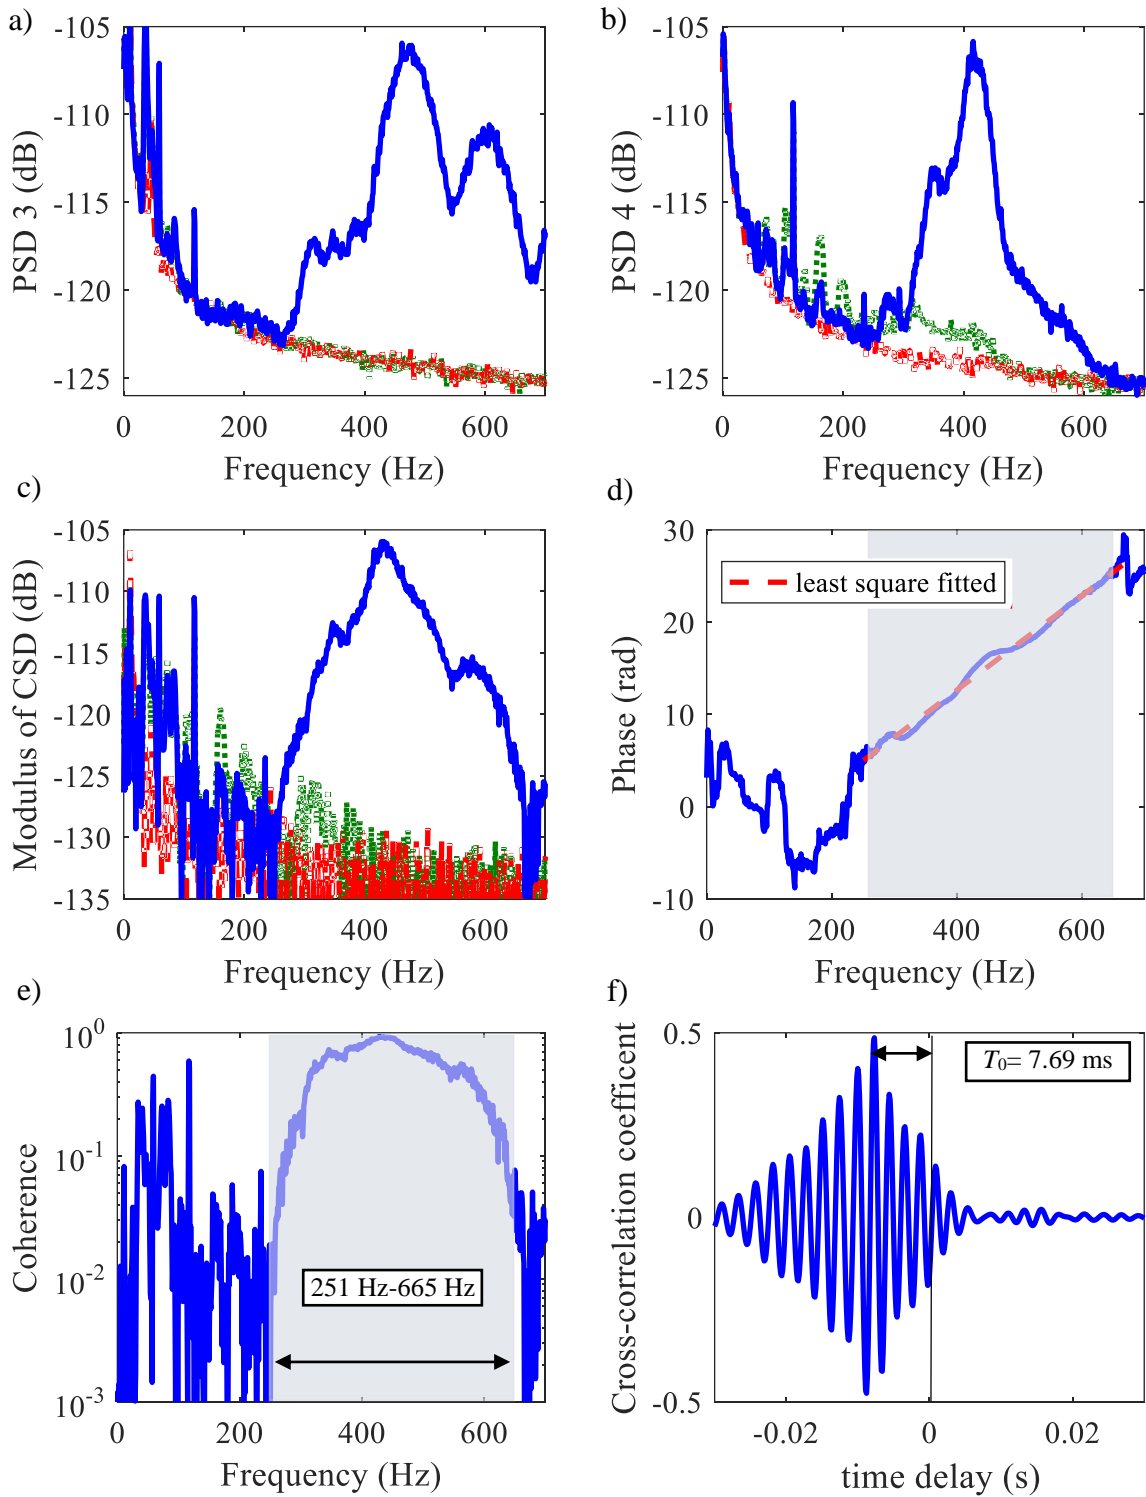 a)
-105
-110
-115
-120
-125
0
200
400
600
PSD 3 (dB)
Frequency (Hz)
b)
-105
-110
-115
-120
-125
0
200
400
600
PSD 4 (dB)
Frequency (Hz)
c)
-105
-110
-115
-120
-125
-130
-135
0
200
400
600
Modulus of CSD (dB)
Frequency (Hz)
d)
30
20
10
0
-10
0
200
400
600
Phase (rad)
Frequency (Hz)
least square fitted
e)
10⁰
10⁻¹
10⁻²
10⁻³
0
200
400
600
Coherence
Frequency (Hz)
251 Hz-665 Hz
f)
0.5
0
-0.5
-0.02
0
0.02
Cross-correlation coefficent
time delay (s)
T₀= 7.69 ms